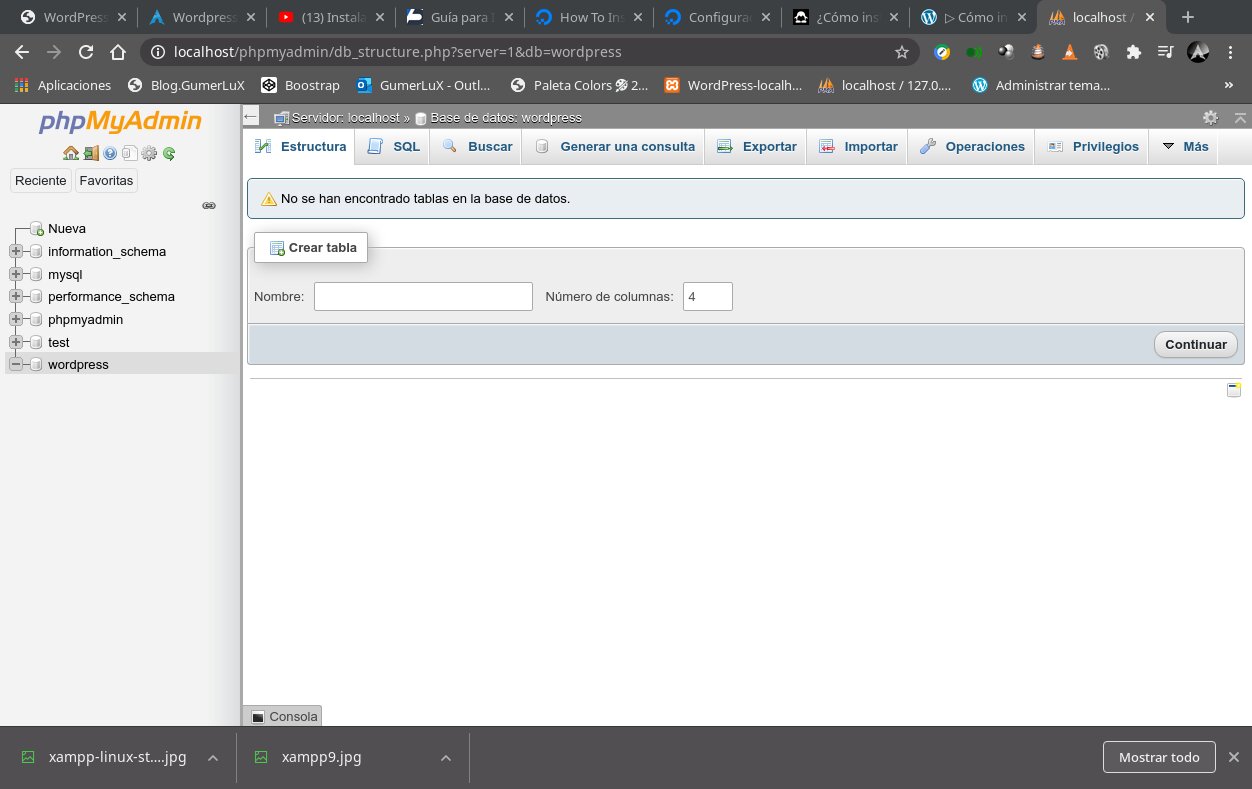 WordPress
Wordpress
(13) Instala
Guía para I
How To Ins
Configurac
¿Cómo ins
▷ Cómo in
localhost /
localhost/phpmyadmin/db_structure.php?server=1&db=wordpress
Aplicaciones
Blog.GumerLuX
Boostrap
GumerLuX - Outl...
Paleta Colors 2...
WordPress-localh...
localhost / 127.0....
Administrar tema...
»
phpMyAdmin
Servidor: localhost » Base de datos: wordpress
Estructura
SQL
Buscar
Generar una consulta
Exportar
Importar
Operaciones
Privilegios
Más
Reciente
Favoritas
Nueva
information_schema
mysql
performance_schema
phpmyadmin
test
wordpress
No se han encontrado tablas en la base de datos.
Crear tabla
Nombre:
Número de columnas: 4
Continuar
Consola
xampp-linux-st....jpg
xampp9.jpg
Mostrar todo